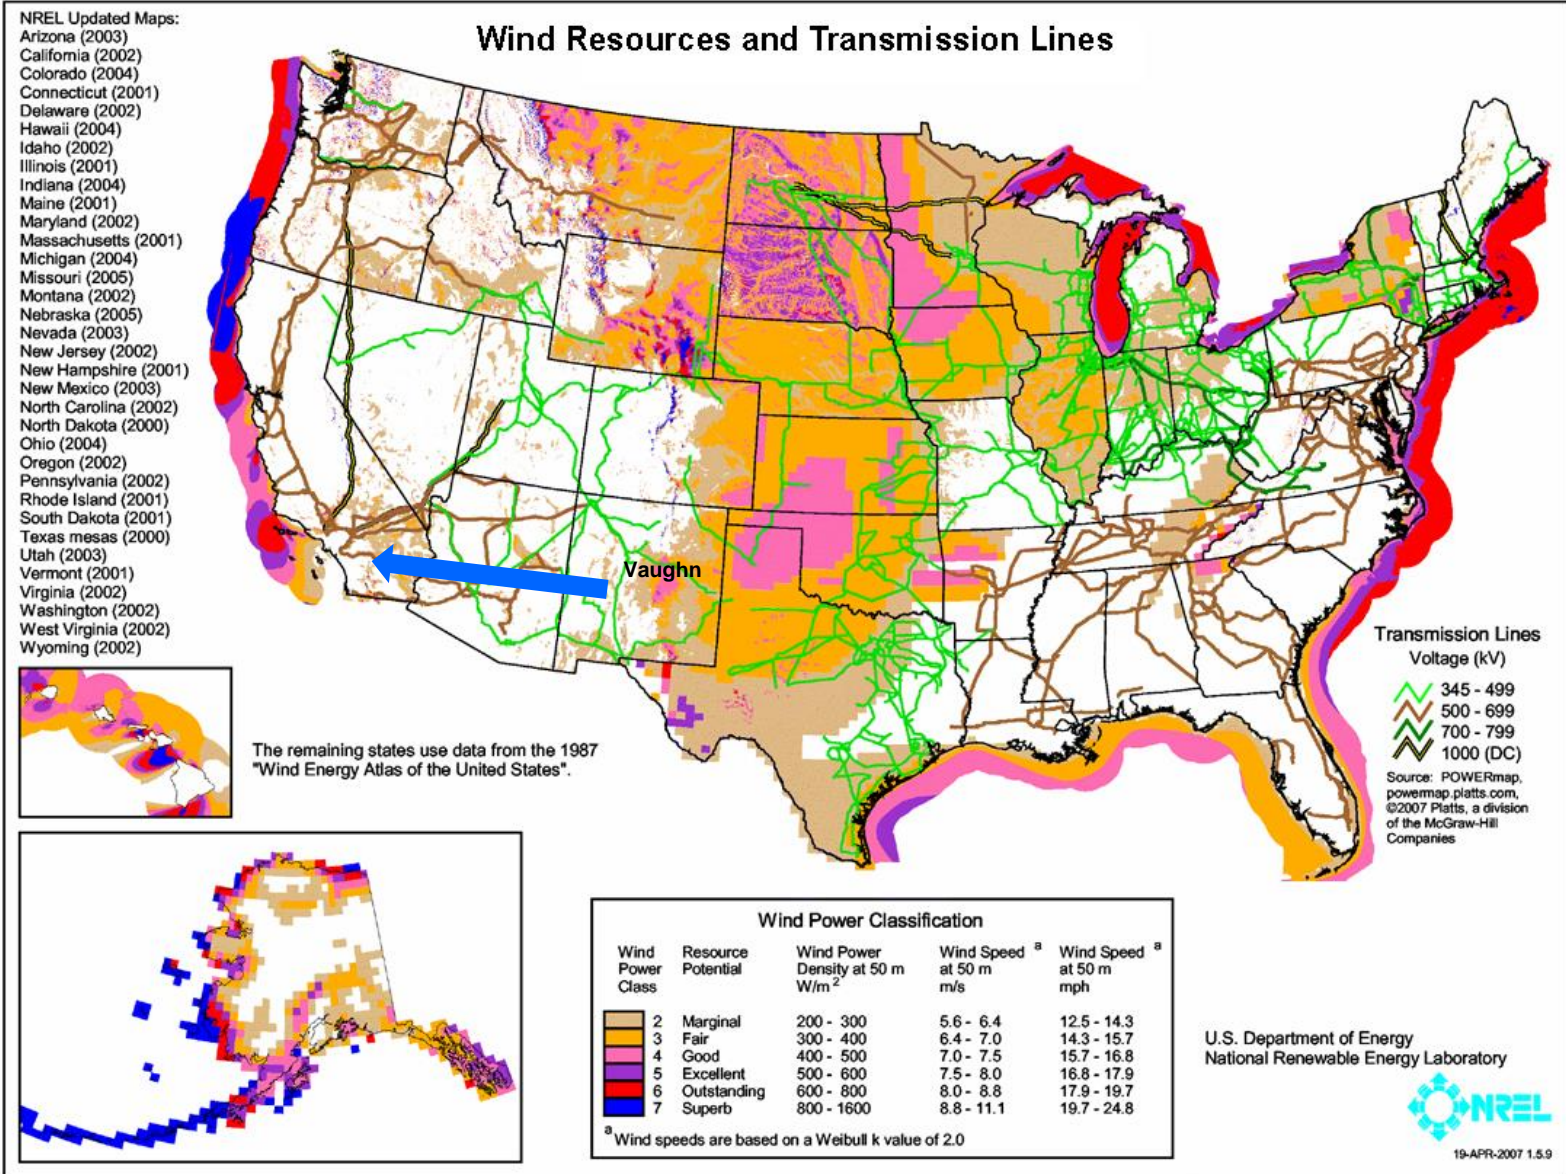 Wind Resources and Transmission Lines
NREL Updated Maps:
Arizona (2003)
California (2002)
Colorado (2004)
Connecticut (2001)
Delaware (2002)
Hawaii (2004)
Idaho (2002)
Illinois (2001)
Indiana (2004)
Maine (2001)
Maryland (2002)
Massachusetts (2001)
Michigan (2004)
Missouri (2005)
Montana (2002)
Nebraska (2005)
Nevada (2003)
New Jersey (2002)
New Hampshire (2001)
New Mexico (2003)
North Carolina (2002)
North Dakota (2000)
Ohio (2004)
Oregon (2002)
Pennsylvania (2002)
Rhode Island (2001)
South Dakota (2001)
Texas mesas (2000)
Utah (2003)
Vermont (2001)
Virginia (2002)
Washington (2002)
West Virginia (2002)
Wyoming (2002)
Vaughn
The remaining states use data from the 1987
"Wind Energy Atlas of the United States".
Transmission Lines
Voltage (kV)
345 - 499
500 - 699
700 - 799
1000 (DC)
Source: POWERmap,
powermap.platts.com,
©2007 Platts, a division
of the McGraw-Hill
Companies
Wind Power Classification
Wind Resource Wind Power Wind Speed a Wind Speed a
Power Potential Density at 50 m at 50 m at 50 m
Class W/m 2 m/s mph
2 Marginal 200 - 300 5.6 - 6.4 12.5 - 14.3
3 Fair 300 - 400 6.4 - 7.0 14.3 - 15.7
4 Good 400 - 500 7.0 - 7.5 15.7 - 16.8
5 Excellent 500 - 600 7.5 - 8.0 16.8 - 17.9
6 Outstanding 600 - 800 8.0 - 8.8 17.9 - 19.7
7 Superb 800 - 1600 8.8 - 11.1 19.7 - 24.8
a Wind speeds are based on a Weibull k value of 2.0
U.S. Department of Energy
National Renewable Energy Laboratory
NREL
19-APR-2007 1.5.9